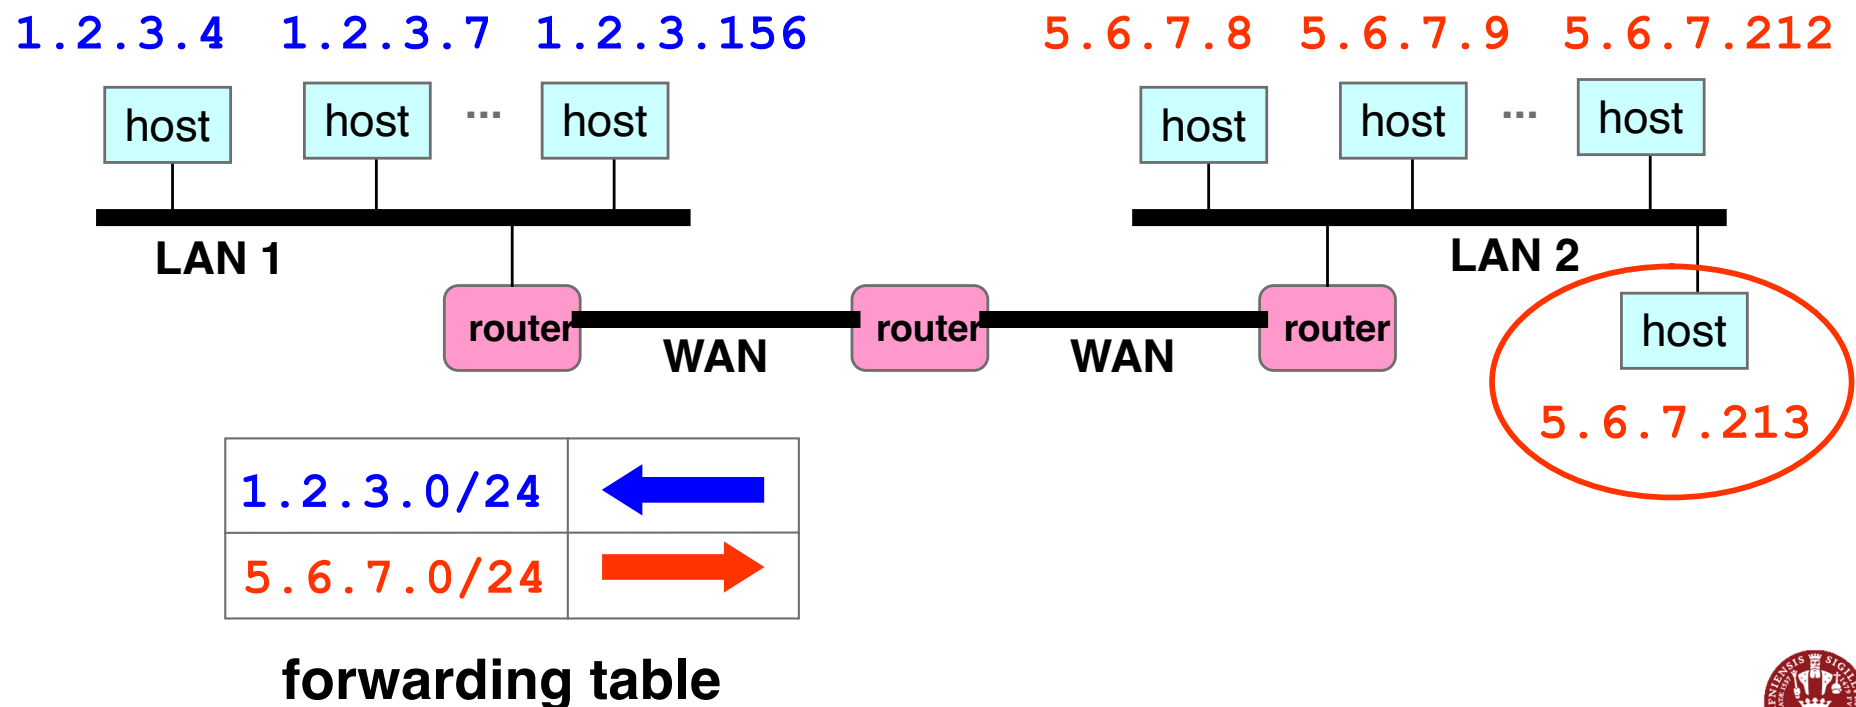 1.2.3.4 1.2.3.7 1.2.3.156 5.6.7.8 5.6.7.9 5.6.7.212
host host ... host host host ... host
LAN 1 LAN 2
router WAN router WAN router host
5.6.7.213
1.2.3.0/24
5.6.7.0/24
forwarding table